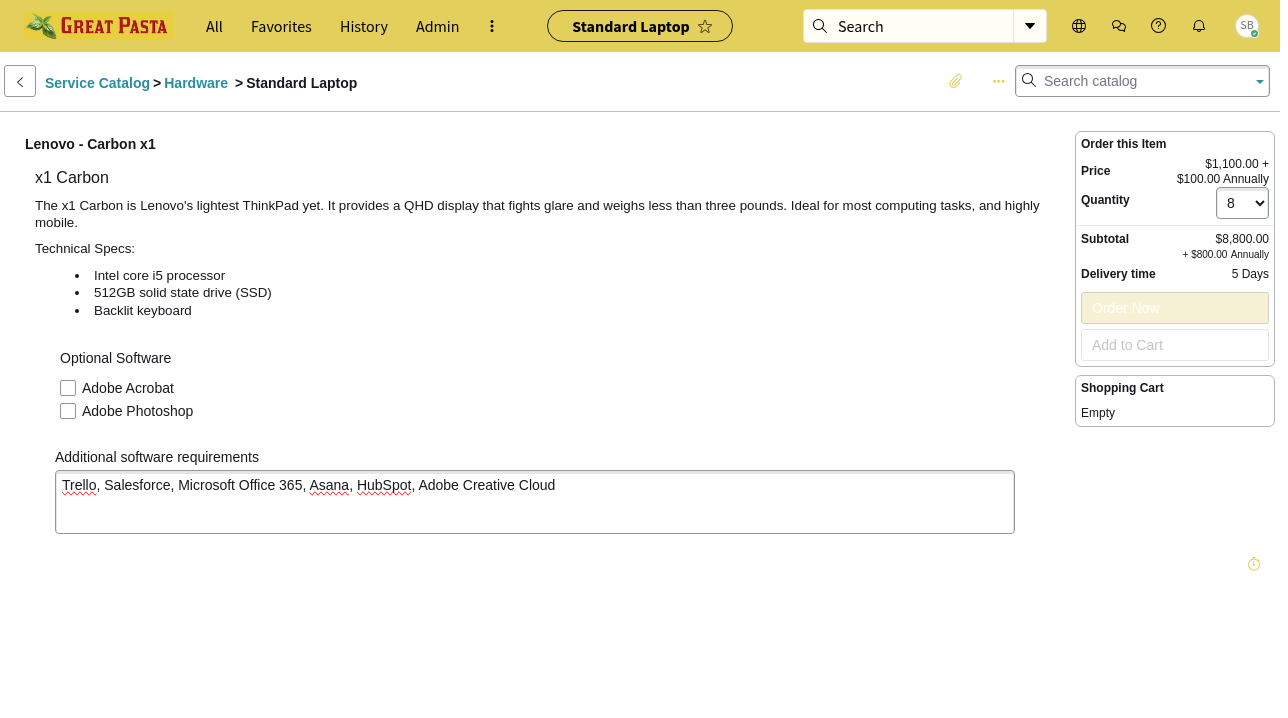 GREAT PASTA All Favorites History Admin Standard Laptop Search SB
Service Catalog > Hardware > Standard Laptop Search catalog
Lenovo - Carbon x1
x1 Carbon
The x1 Carbon is Lenovo's lightest ThinkPad yet. It provides a QHD display that fights glare and weighs less than three pounds. Ideal for most computing tasks, and highly
mobile.
Technical Specs:
• Intel core i5 processor
• 512GB solid state drive (SSD)
• Backlit keyboard
Optional Software
Adobe Acrobat
Adobe Photoshop
Additional software requirements
Trello, Salesforce, Microsoft Office 365, Asana, HubSpot, Adobe Creative Cloud
Order this Item
Price $1,100.00 +
$100.00 Annually
Quantity 8
Subtotal $8,800.00
+ $800.00 Annually
Delivery time 5 Days
Order Now
Add to Cart
Shopping Cart
Empty